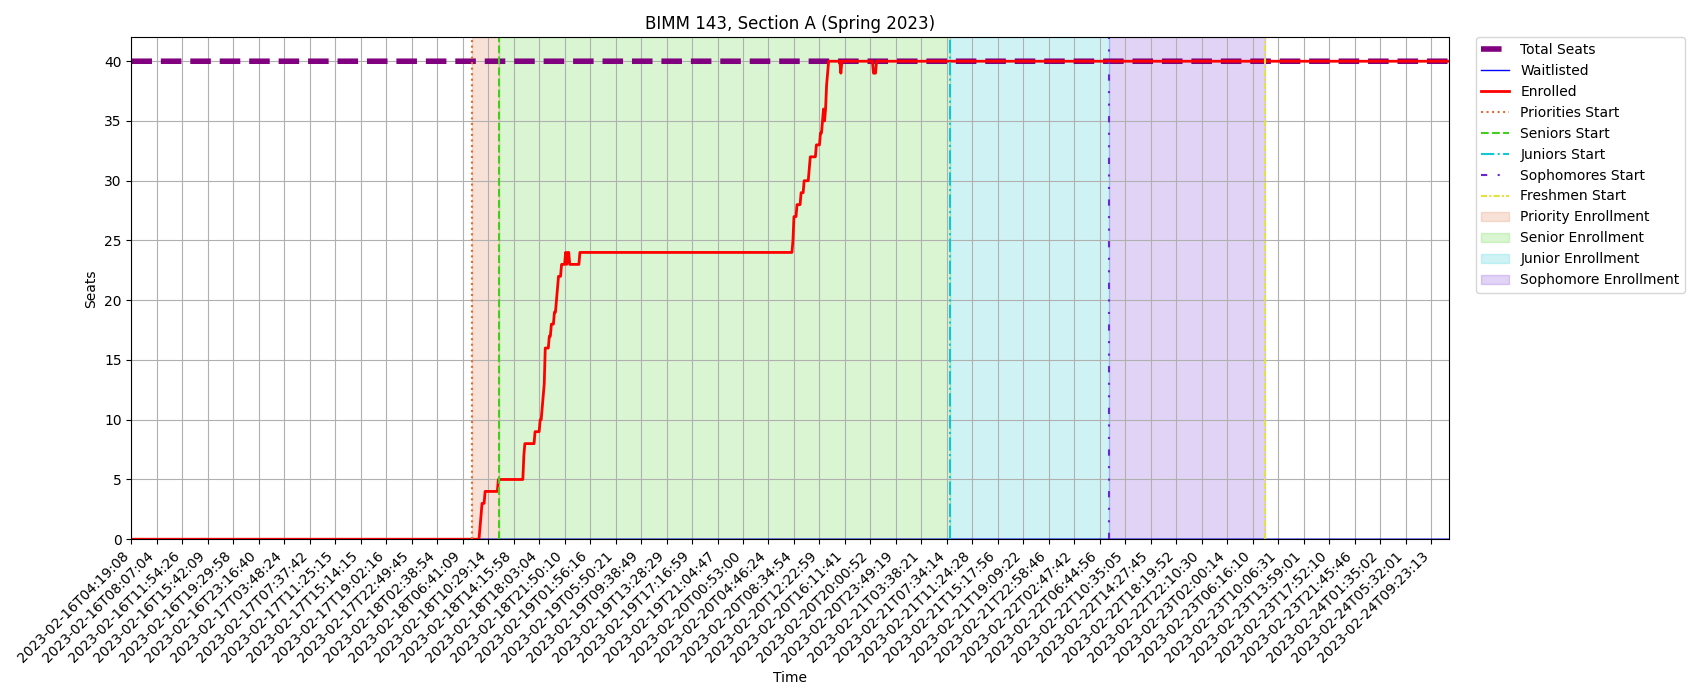 BIMM 143, Section A (Spring 2023)
Total Seats
Waitlisted
Enrolled
Priorities Start
Seniors Start
Juniors Start
Sophomores Start
Freshmen Start
Priority Enrollment
Senior Enrollment
Junior Enrollment
Sophomore Enrollment
Seats
40
35
30
25
20
15
10
5
0
2023-02-16T04:19:08
2023-02-16T08:07:04
2023-02-16T11:54:26
2023-02-16T15:42:09
2023-02-16T19:29:58
2023-02-16T23:16:40
2023-02-17T03:48:24
2023-02-17T07:37:42
2023-02-17T11:25:15
2023-02-17T15:14:15
2023-02-17T19:02:16
2023-02-17T22:49:45
2023-02-18T02:38:54
2023-02-18T06:41:09
2023-02-18T10:29:14
2023-02-18T14:15:58
2023-02-18T18:03:04
2023-02-18T21:50:10
2023-02-19T01:56:16
2023-02-19T05:50:21
2023-02-19T09:38:49
2023-02-19T13:28:29
2023-02-19T17:16:59
2023-02-19T21:04:47
2023-02-20T00:53:00
2023-02-20T04:46:24
2023-02-20T08:34:54
2023-02-20T12:22:59
2023-02-20T16:11:41
2023-02-20T20:00:52
2023-02-20T23:49:19
2023-02-21T03:38:21
2023-02-21T07:34:14
2023-02-21T11:24:28
2023-02-21T15:17:56
2023-02-21T19:09:22
2023-02-21T22:58:46
2023-02-22T02:47:42
2023-02-22T06:44:56
2023-02-22T10:35:05
2023-02-22T14:27:45
2023-02-22T18:19:52
2023-02-22T22:10:30
2023-02-23T02:00:14
2023-02-23T06:16:10
2023-02-23T10:06:31
2023-02-23T13:59:01
2023-02-23T17:52:10
2023-02-23T21:45:46
2023-02-24T01:35:02
2023-02-24T05:32:01
2023-02-24T09:23:13
Time